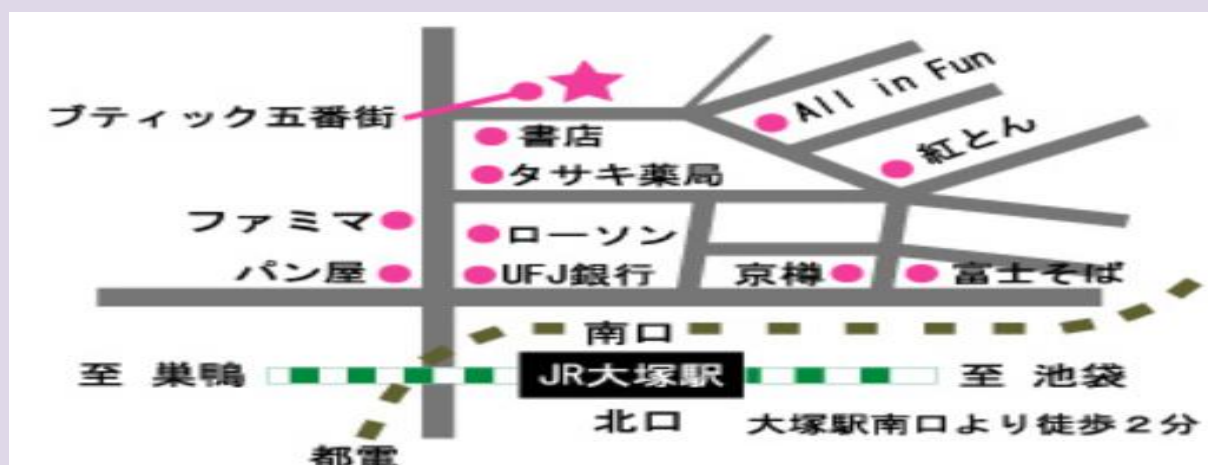 All in Fun
ブティック五番街
書店
紅とん
タサキ薬局
ファミマ
ローソン
パン屋
UFJ銀行
京樽
富士そば
南口
至 巣鴨
JR大塚駅
至 池袋
北口
大塚駅南口より徒歩2分
都電